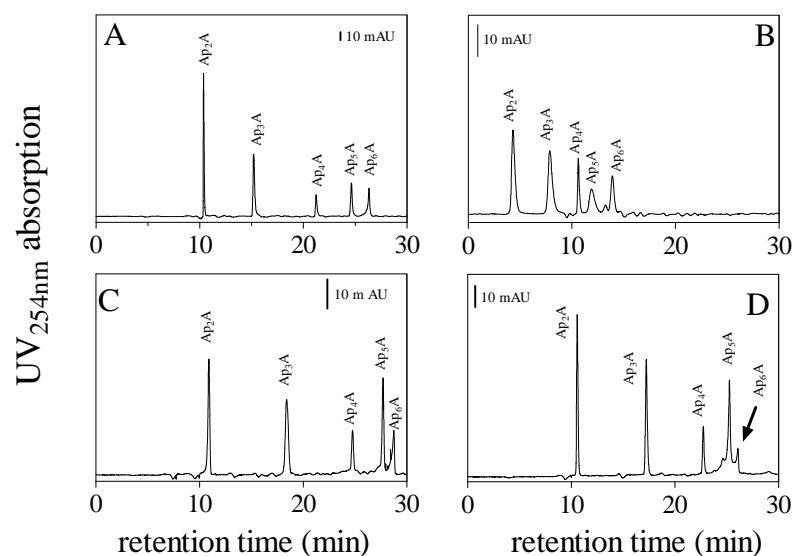 A
10 mAU
Ap₂A
Ap₃A
Ap₄A
Ap₅A
Ap₆A
0 10 20 30
B
10 mAU
Ap₂A
Ap₃A
Ap₄A
Ap₅A
Ap₆A
0 10 20 30
UV₂₅₄ₙₘ absorption
C
10 m AU
Ap₂A
Ap₃A
Ap₄A
Ap₅A
Ap₆A
0 10 20 30
retention time (min)
D
10 mAU
Ap₂A
Ap₃A
Ap₄A
Ap₅A
Ap₆A
0 10 20 30
retention time (min)